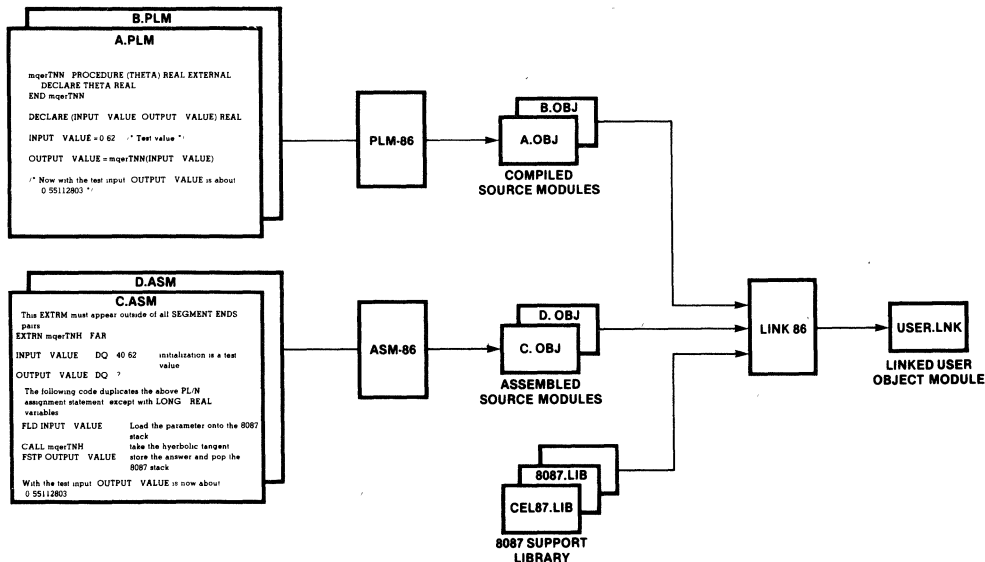 B.PLM
A.PLM
mqerTNN PROCEDURE (THETA) REAL EXTERNAL
DECLARE THETA REAL
END mqerTNN
DECLARE (INPUT VALUE OUTPUT VALUE) REAL
INPUT VALUE = 0 62 /* Test value */
OUTPUT VALUE = mqerTNN(INPUT VALUE)
/* Now with the test input OUTPUT VALUE is about
0 55112803 */
PLM-86
B.OBJ
A.OBJ
COMPILED
SOURCE MODULES
D.ASM
C.ASM
This EXTRM must appear outside of all SEGMENT ENDS
pairs
EXTRN mqerTNH FAR
INPUT VALUE DQ 40 62 initialization is a test
value
OUTPUT VALUE DQ ?
The following code duplicates the above PL/N
assignment statement except with LONG REAL
variables
FLD INPUT VALUE Load the parameter onto the 8087
stack
CALL mqerTNH take the hyerbolic tangent
FSTP OUTPUT VALUE store the answer and pop the
8087 stack
With the test input OUTPUT VALUE is now about
0 55112803
ASM-86
D. OBJ
C. OBJ
ASSEMBLED
SOURCE MODULES
8087.LIB
CEL87.LIB
8087 SUPPORT
LIBRARY
LINK 86
USER.LNK
LINKED USER
OBJECT MODULE